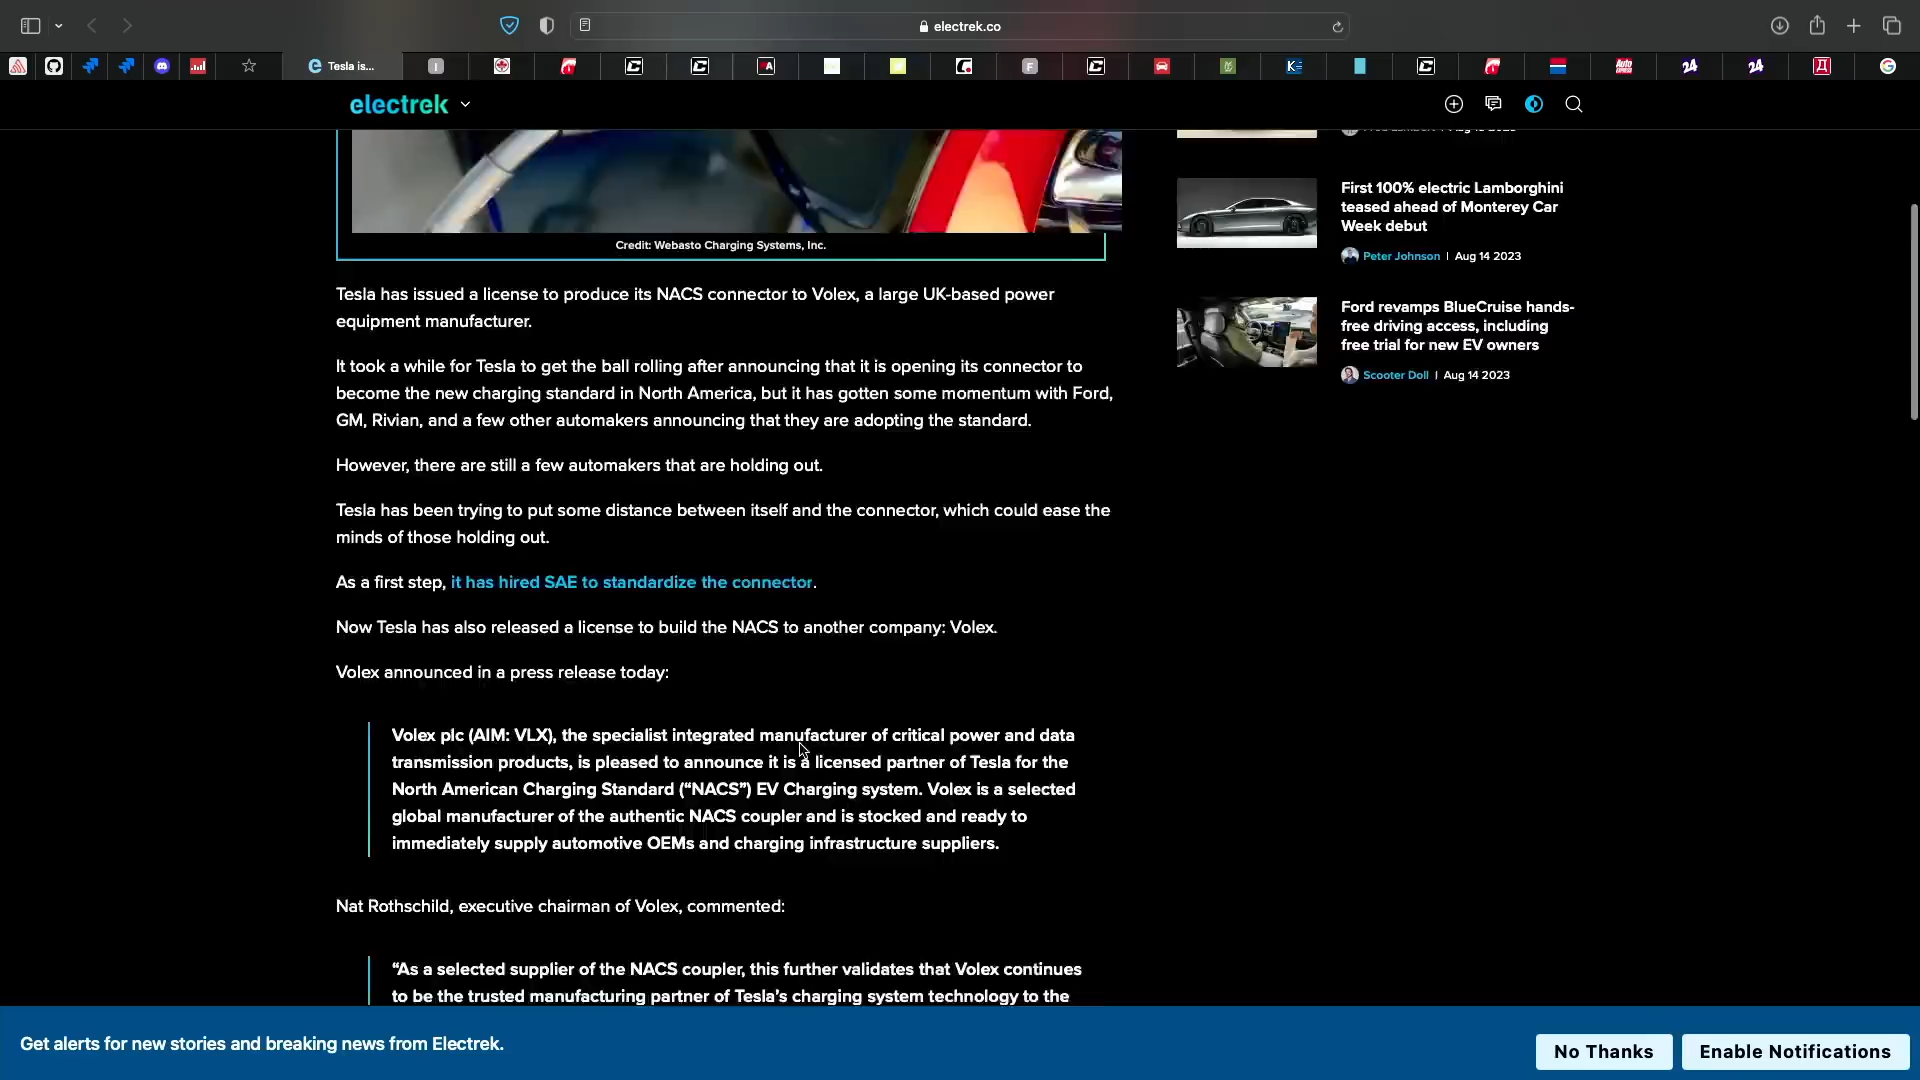 electrek.co
Tesla is...
electrek
Credit: Webasto Charging Systems, Inc.
Tesla has issued a license to produce its NACS connector to Volex, a large UK-based power
equipment manufacturer.
It took a while for Tesla to get the ball rolling after announcing that it is opening its connector to
become the new charging standard in North America, but it has gotten some momentum with Ford,
GM, Rivian, and a few other automakers announcing that they are adopting the standard.
However, there are still a few automakers that are holding out.
Tesla has been trying to put some distance between itself and the connector, which could ease the
minds of those holding out.
As a first step, it has hired SAE to standardize the connector.
Now Tesla has also released a license to build the NACS to another company: Volex.
Volex announced in a press release today:
Volex plc (AIM: VLX), the specialist integrated manufacturer of critical power and data
transmission products, is pleased to announce it is a licensed partner of Tesla for the
North American Charging Standard (“NACS”) EV Charging system. Volex is a selected
global manufacturer of the authentic NACS coupler and is stocked and ready to
immediately supply automotive OEMs and charging infrastructure suppliers.
Nat Rothschild, executive chairman of Volex, commented:
“As a selected supplier of the NACS coupler, this further validates that Volex continues
to be the trusted manufacturing partner of Tesla’s charging system technology to the
First 100% electric Lamborghini
teased ahead of Monterey Car
Week debut
Peter Johnson | Aug 14 2023
Ford revamps BlueCruise hands-
free driving access, including
free trial for new EV owners
Scooter Doll | Aug 14 2023
Get alerts for new stories and breaking news from Electrek.
No Thanks
Enable Notifications